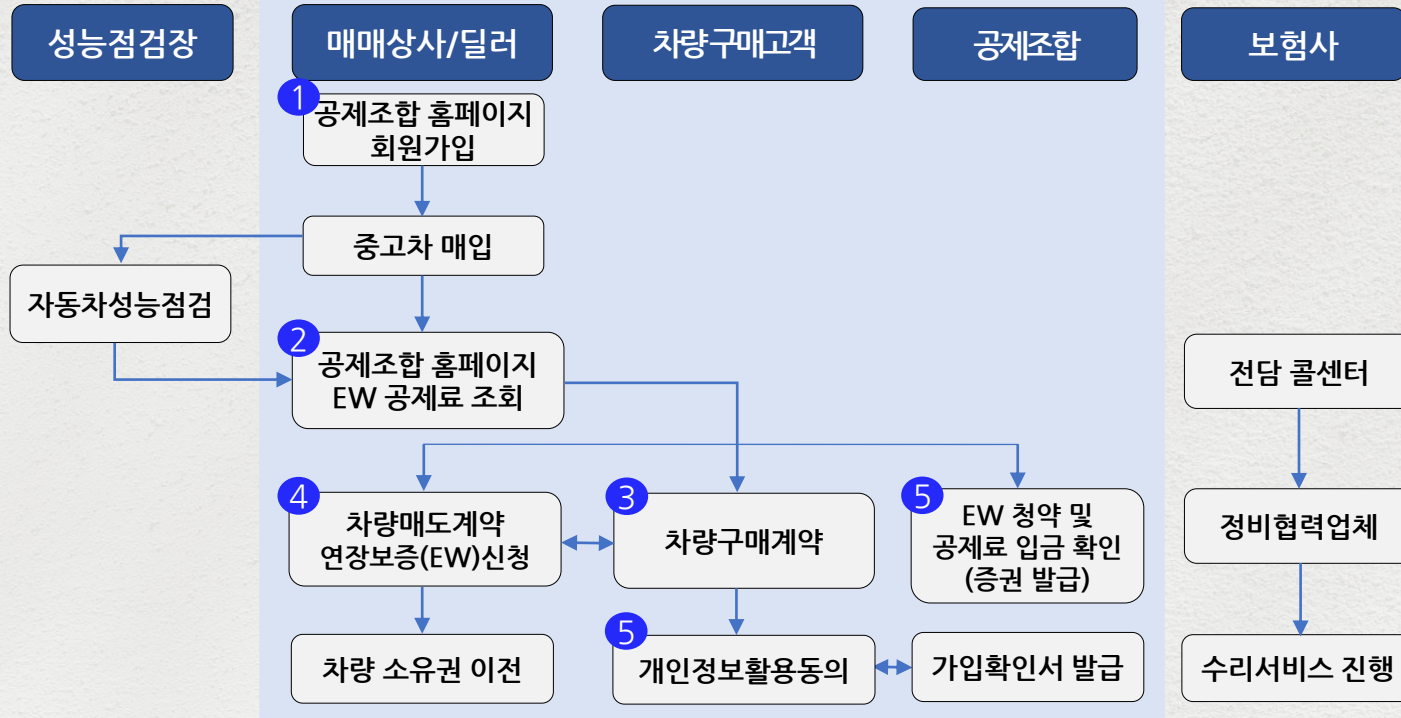 성능점검장
매매상사/딜러
차량구매고객
공제조합
보험사
1
공제조합 홈페이지
회원가입
중고차 매입
자동차성능점검
2
공제조합 홈페이지
EW 공제료 조회
전담 콜센터
4
차량매도계약
연장보증(EW)신청
3
차량구매계약
5
EW 청약 및
공제료 입금 확인
(증권 발급)
정비협력업체
차량 소유권 이전
5
개인정보활용동의
가입확인서 발급
수리서비스 진행